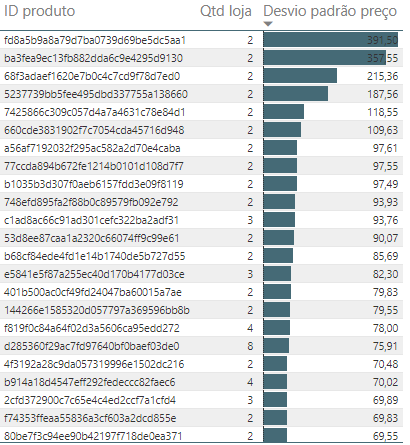 ID produto Qtd loja Desvio padrão preço
fd8a5b9a8a79d7ba0739d69be5dc5aa1 2 391,50
ba3fea9ec13fb882dda6c9e4295d9130 2 357,55
68f3adaef1620e7b0c4c7cd9f78d7ed0 2 215,36
5237739bb5fee495dbd337755a138660 2 187,56
7425866c309c057d4a7a4631c78e84d1 2 118,55
660cde3831902f7c7054cda45716d948 2 109,63
a56af7192032f295ac582a2d70e4caba 2 97,61
77ccda894b672fe1214b0101d108d7f7 2 97,55
b1035b3d307f0aeb6157fdd3e09f8119 2 97,49
748efd895fa2f88b0c89579fb092e792 2 93,93
c1ad8ac66c91ad301cefc322ba2adf31 3 93,76
53d8ee87caa1a2320c66074ff9c99e61 2 90,07
b68cf84ede4fd1e14b1740de5b727d55 2 85,69
e5841e5f87a255ec40d170b4177d03ce 3 82,30
401b500ac0cf49fd24047ba60015a7ae 2 79,83
144266e1585320d057797a369596bb8b 2 79,55
f819f0c84a64f02d3a5606ca95edd272 4 78,00
d285360f29ac7fd97640bf0baef03de0 8 75,91
4f3192a28c9da057319996e1502dc216 2 70,48
b914a18d4547eff292fedeccc82faec6 4 70,02
2cfd372900c7c65e4c4ed2ccf7a1cfd4 3 69,89
f74353ffeaa55836a3cf603a2dcd855e 2 69,83
80be7f3c94ee90b42197f718de0ea371 2 69,55